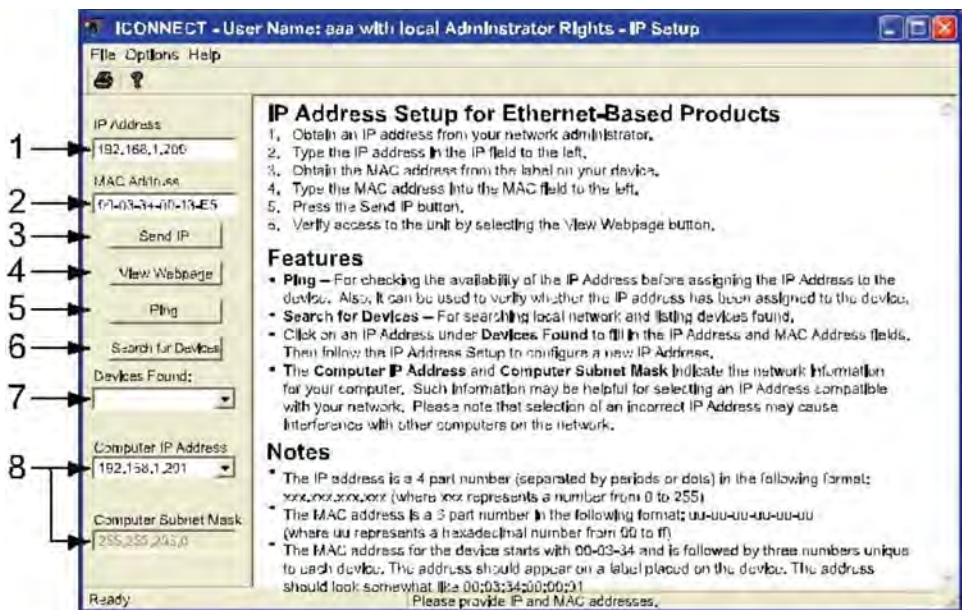 ICONNECT - User Name: aaa with local Adminstrator Rights - IP Setup
File Options Help
IP Address
1
192.168.1.200
MAC Address
2
00-03-34-00-13-E5
3
Send IP
4
View Webpage
5
Ping
6
Search for Devices
Devices Found:
7
Computer IP Address
8
192.168.1.201
Computer Subnet Mask
IP Address Setup for Ethernet-Based Products
1. Obtain an IP address from your network administrator.
2. Type the IP address in the IP field to the left.
3. Obtain the MAC address from the label on your device.
4. Type the MAC address into the MAC field to the left.
5. Press the Send IP button.
6. Verify access to the unit by selecting the View Webpage button.
Features
• Ping – For checking the availability of the IP Address before assigning the IP Address to the
device. Also, it can be used to verify whether the IP address has been assigned to the device.
• Search for Devices – For searching local network and listing devices found.
• Click on an IP Address under Devices Found to fill in the IP Address and MAC Address fields.
Then follow the IP Address Setup to configure a new IP Address.
• The Computer IP Address and Computer Subnet Mask indicate the network information
for your computer. Such information may be helpful for selecting an IP Address compatible
with your network. Please note that selection of an incorrect IP Address may cause
interference with other computers on the network.
Notes
• The IP address is a 4 part number (separated by periods or dots) in the following format:
xxx.xxx.xxx.xxx (where xxx represents a number from 0 to 255)
• The MAC address is a 6 part number in the following format: uu-uu-uu-uu-uu-uu
(where uu represents a hexadecimal number from 00 to ff)
• The MAC address for the device starts with 00-03-34 and is followed by three numbers unique
to each device. The address should appear on a label placed on the device. The address
should look somewhat like 00:03:34:00:00:01
Ready
Please provide IP and MAC addresses.